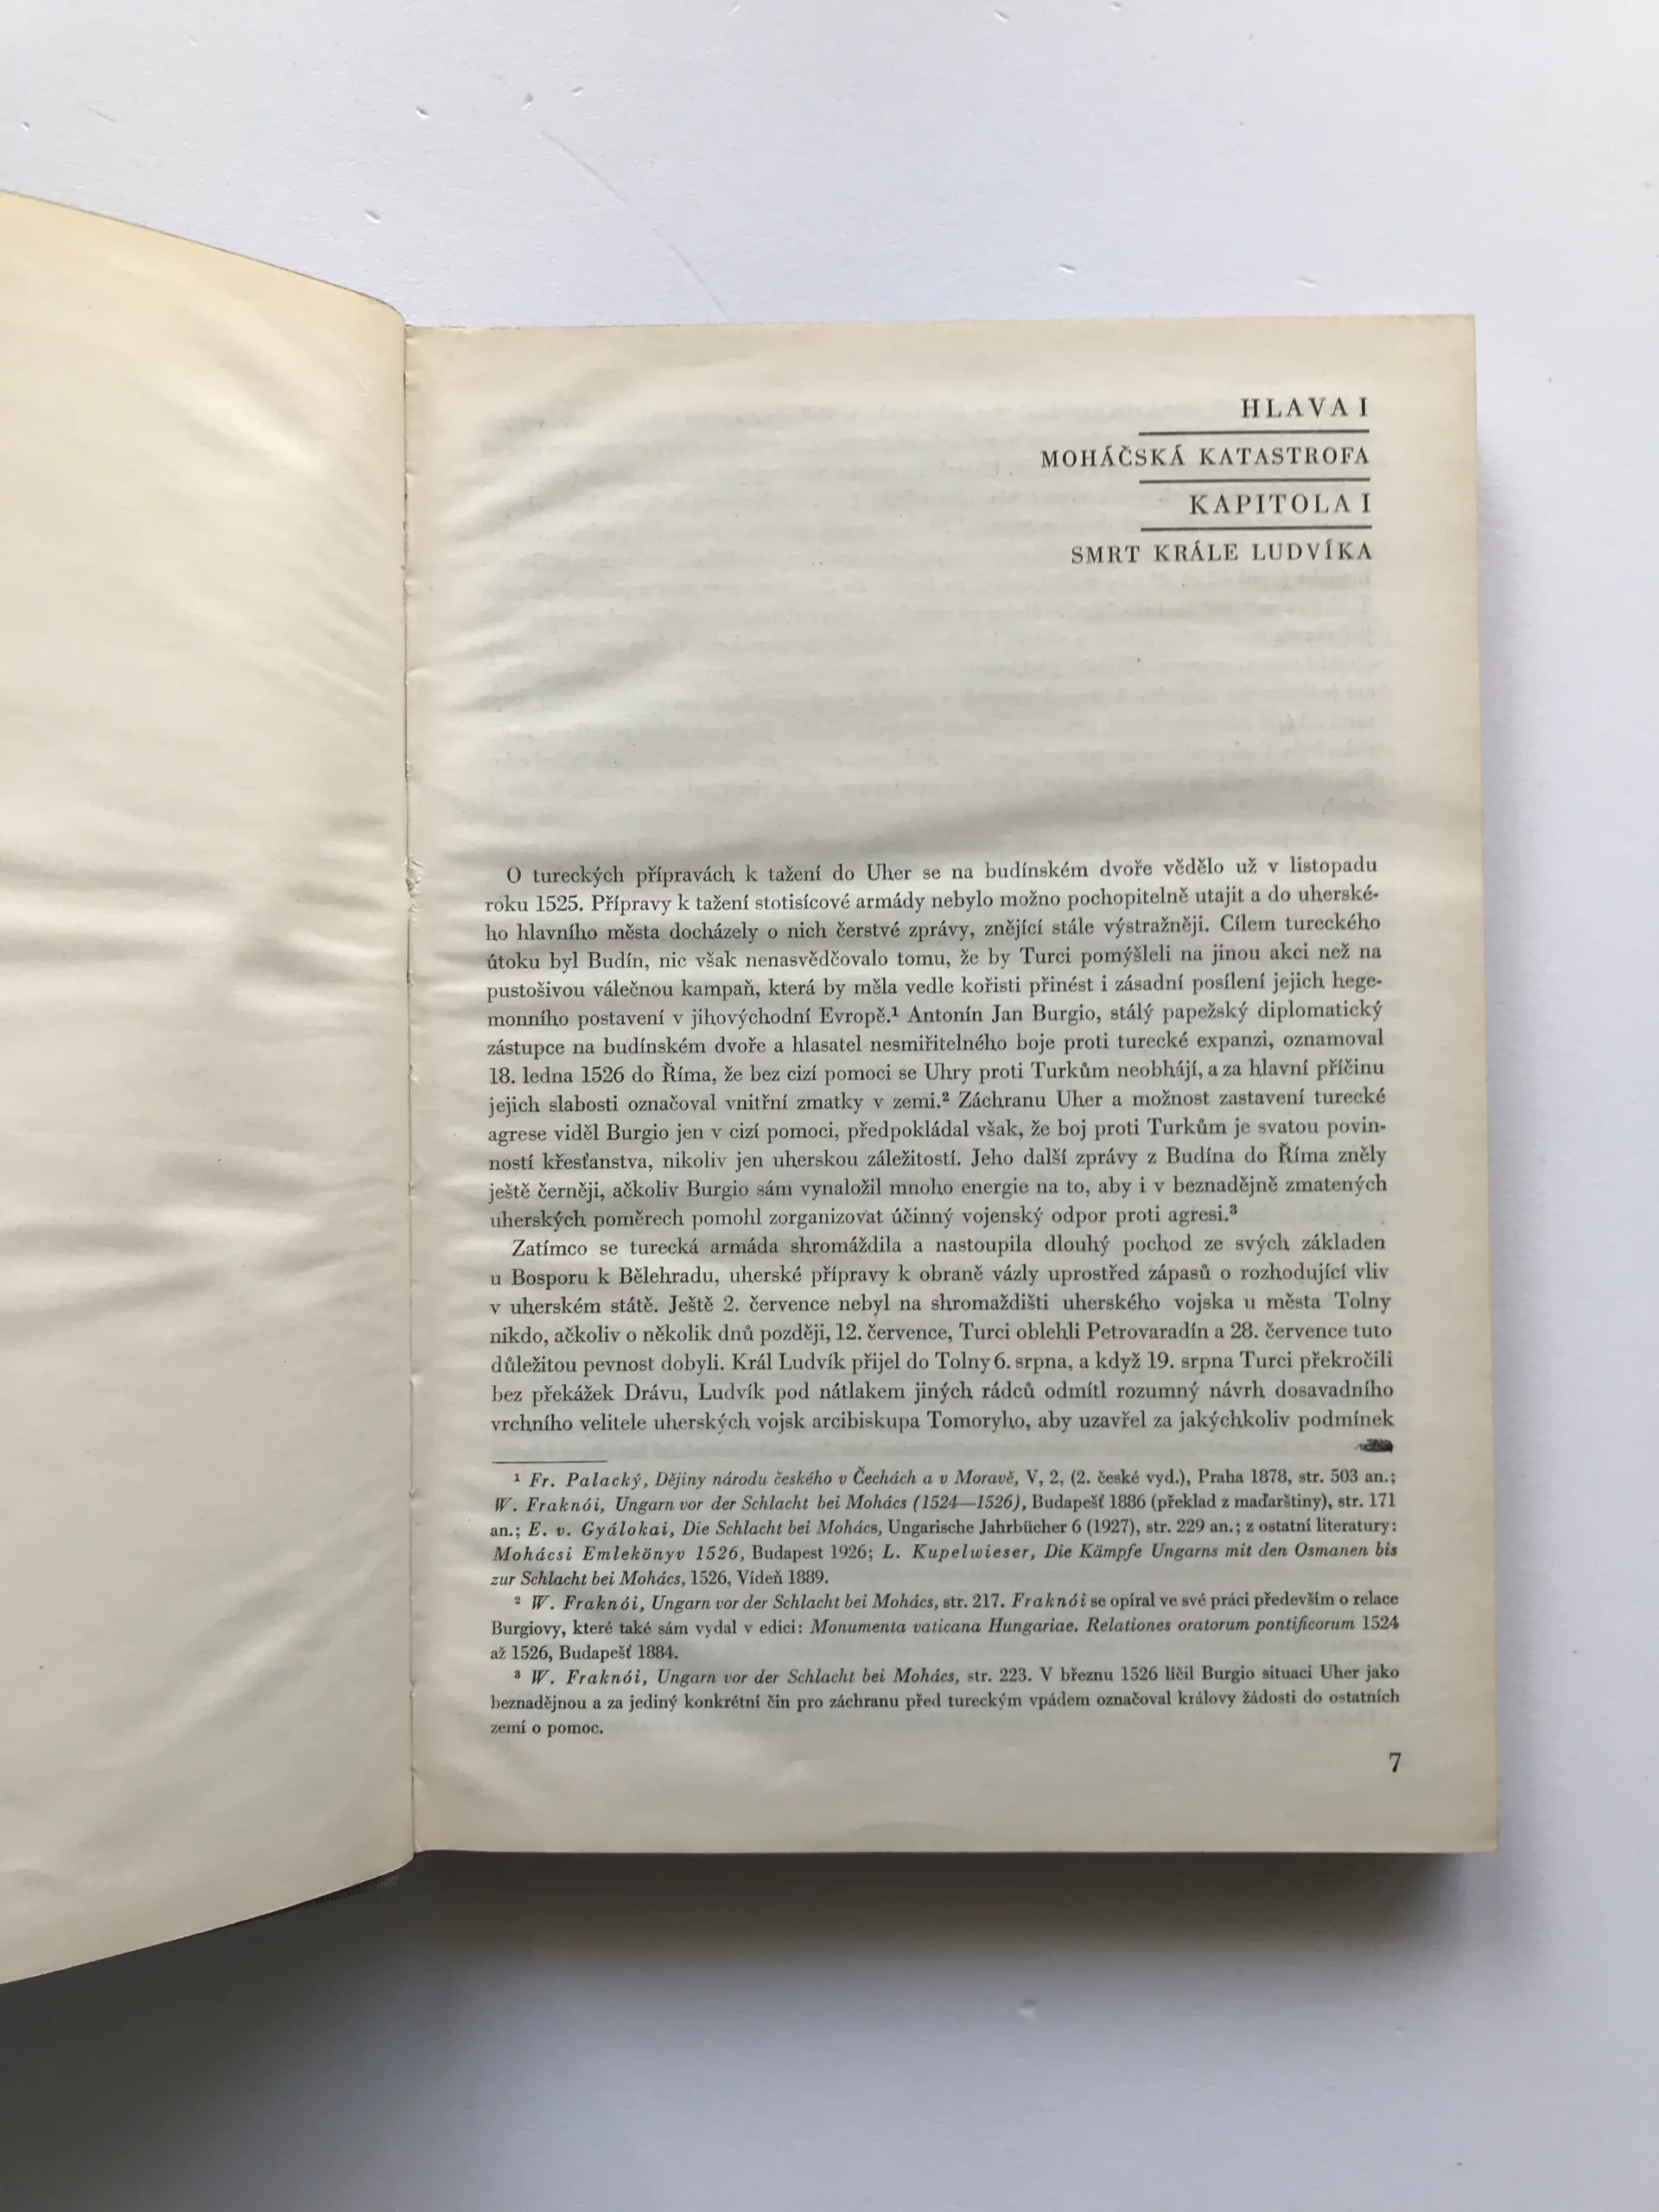 HLAVA I
MOHÁČSKÁ KATASTROFA
KAPITOLA I
SMRT KRÁLE LUDVÍKA
O tureckých přípravách k tažení do Uher se na budínském dvoře vědělo už v listopadu
roku 1525. Přípravy k tažení stotisícové armády nebylo možno pochopitelně utajit a do uherské-
ho hlavního města docházely o nich čerstvé zprávy, znějící stále výstražněji. Cílem tureckého
útoku byl Budín, nic však nenasvědčovalo tomu, že by Turci pomýšleli na jinou akci než na
pustošivou válečnou kampaň, která by měla vedle kořisti přinést i zásadní posílení jejich hege-
monního postavení v jihovýchodní Evropě.¹ Antonín Jan Burgio, stálý papežský diplomatický
zástupce na budínském dvoře a hlasatel nesmiřitelného boje proti turecké expanzi, oznamoval
18. ledna 1526 do Říma, že bez cizí pomoci se Uhry proti Turkům neobhájí, a za hlavní příčinu
jejich slabosti označoval vnitřní zmatky v zemi.² Záchranu Uher a možnost zastavení turecké
agrese viděl Burgio jen v cizí pomoci, předpokládal však, že boj proti Turkům je svatou povin-
ností křesťanstva, nikoliv jen uherskou záležitostí. Jeho další zprávy z Budína do Říma zněly
ještě černěji, ačkoliv Burgio sám vynaložil mnoho energie na to, aby i v beznadějně zmatených
uherských poměrech pomohl zorganizovat účinný vojenský odpor proti agresi.³
Zatímco se turecká armáda shromáždila a nastoupila dlouhý pochod ze svých základen
u Bosporu k Bělehradu, uherské přípravy k obraně vázly uprostřed zápasů o rozhodující vliv
v uherském státě. Ještě 2. července nebyl na shromaždišti uherského vojska u města Tolny
nikdo, ačkoliv o několik dnů později, 12. července, Turci oblehli Petrovaradín a 28. července tuto
důležitou pevnost dobyli. Král Ludvík přijel do Tolny 6. srpna, a když 19. srpna Turci překročili
bez překážek Drávu, Ludvík pod nátlakem jiných rádců odmítl rozumný návrh dosavadního
vrchního velitele uherských vojsk arcibiskupa Tomoryho, aby uzavřel za jakýchkoliv podmínek
¹ Fr. Palacký, Dějiny národu českého v Čechách a v Moravě, V, 2, (2. české vyd.), Praha 1878, str. 503 an.;
W. Fraknói, Ungarn vor der Schlacht bei Mohács (1524—1526), Budapešť 1886 (překlad z maďarštiny), str. 171
an.; E. v. Gyálokai, Die Schlacht bei Mohács, Ungarische Jahrbücher 6 (1927), str. 229 an.; z ostatní literatury:
Mohácsi Emlekönyv 1526, Budapest 1926; L. Kupelwieser, Die Kämpfe Ungarns mit den Osmanen bis
zur Schlacht bei Mohács, 1526, Vídeň 1889.
² W. Fraknói, Ungarn vor der Schlacht bei Mohács, str. 217. Fraknói se opíral ve své práci především o relace
Burgiovy, které také sám vydal v edici: Monumenta vaticana Hungariae. Relationes oratorum pontificorum 1524
až 1526, Budapešť 1884.
³ W. Fraknói, Ungarn vor der Schlacht bei Mohács, str. 223. V březnu 1526 líčil Burgio situaci Uher jako
beznadějnou a za jediný konkrétní čin pro záchranu před tureckým vpádem označoval královy žádosti do ostatních
zemí o pomoc.
7